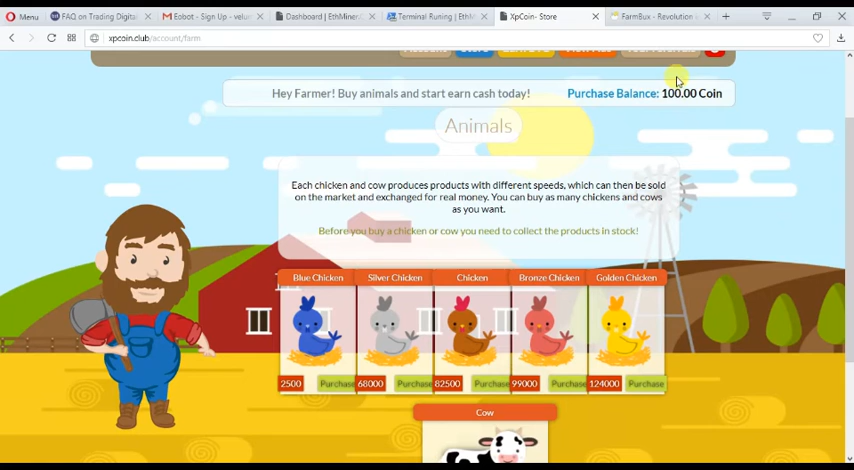 Menu
FAQ on Trading Digital
Eobot - Sign Up - velu
Dashboard | EthMiner
Terminal Runing | EthM
XpCoin- Store
FarmBux - Revolution
xpcoin.club/account/farm
Hey Farmer! Buy animals and start earn cash today!
Purchase Balance: 100.00 Coin
Animals
Each chicken and cow produces products with different speeds, which can then be sold
on the market and exchanged for real money. You can buy as many chickens and cows
as you want.
Before you buy a chicken or cow you need to collect the products in stock!
Blue Chicken Silver Chicken Chicken Bronze Chicken Golden Chicken
2500 Purchase 68000 Purchase 82500 Purchase 99000 Purchase 124000 Purchase
Cow